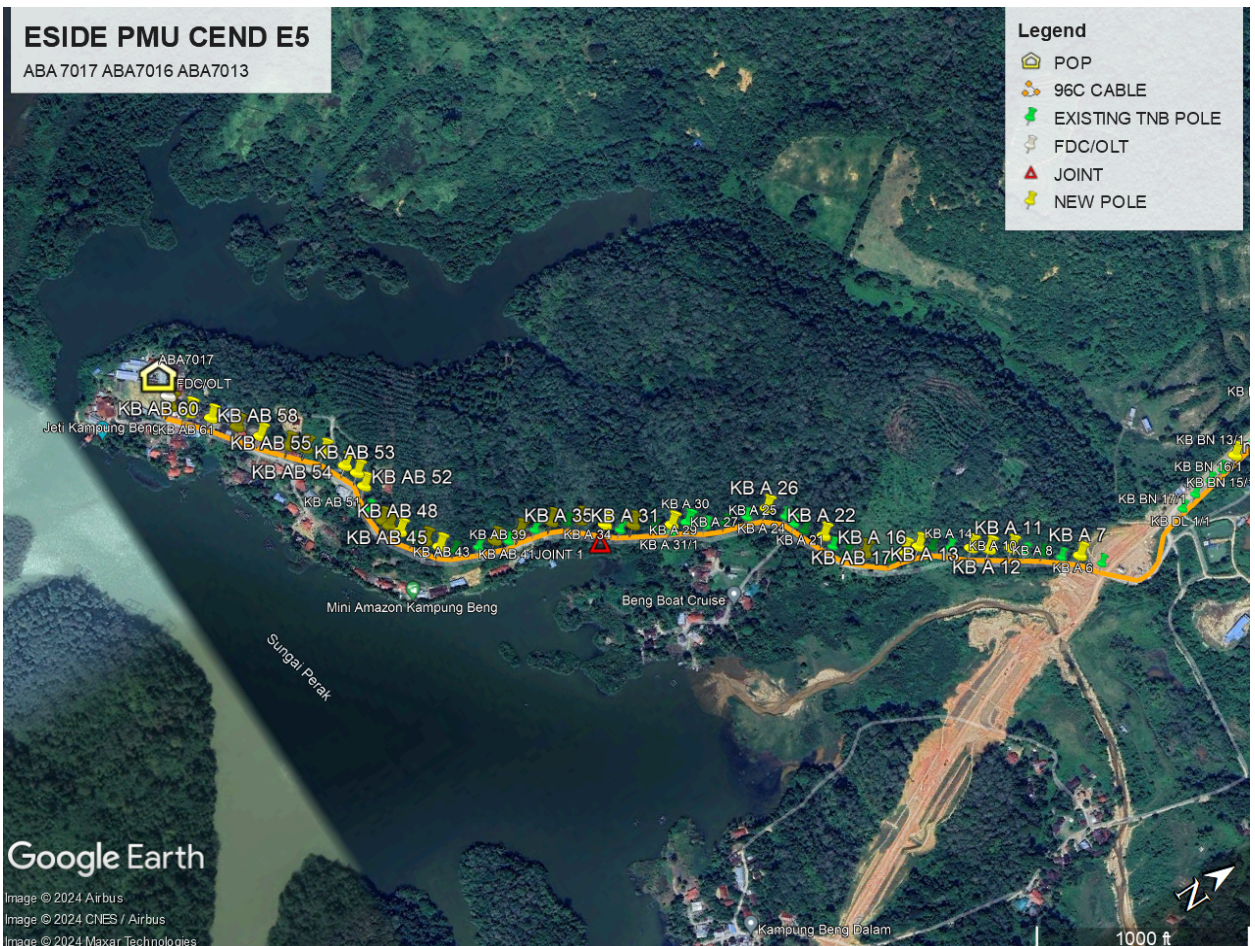 ESIDE PMU CEND E5
ABA 7017 ABA7016 ABA7013
Legend
POP
96C CABLE
EXISTING TNB POLE
FDC/OLT
JOINT
NEW POLE
ABA7017
FDC/OLT
KB AB 60
KB AB 58
Jeti Kampung Beng
KB AB 61
KB AB 55
KB AB 53
KB AB 54
KB AB 52
KB AB 51
KB AB 48
KB AB 45
KB AB 43
KB AB 39
KB AB 41
JOINT 1
KB A 35
KB A 34
KB A 31
KB A 30
KB A 29
KB A 31/1
KB A 27
KB A 26
KB A 25
KB A 24
KB A 22
KB A 21
KB AB 17
KB A 16
KB A 13
KB A 14
KB A 11
KB A 10
KB A 12
KB A 8
KB A 7
KB A 6
KB BN 13/1
KB BN 16/1
KB BN 15/
KB BN 17/1
KB DL 1/1
Mini Amazon Kampung Beng
Beng Boat Cruise
Sungai Perak
Kampung Beng Dalam
Google Earth
Image © 2024 Airbus
Image © 2024 CNES / Airbus
Image © 2024 Maxar Technologies
N
1000 ft